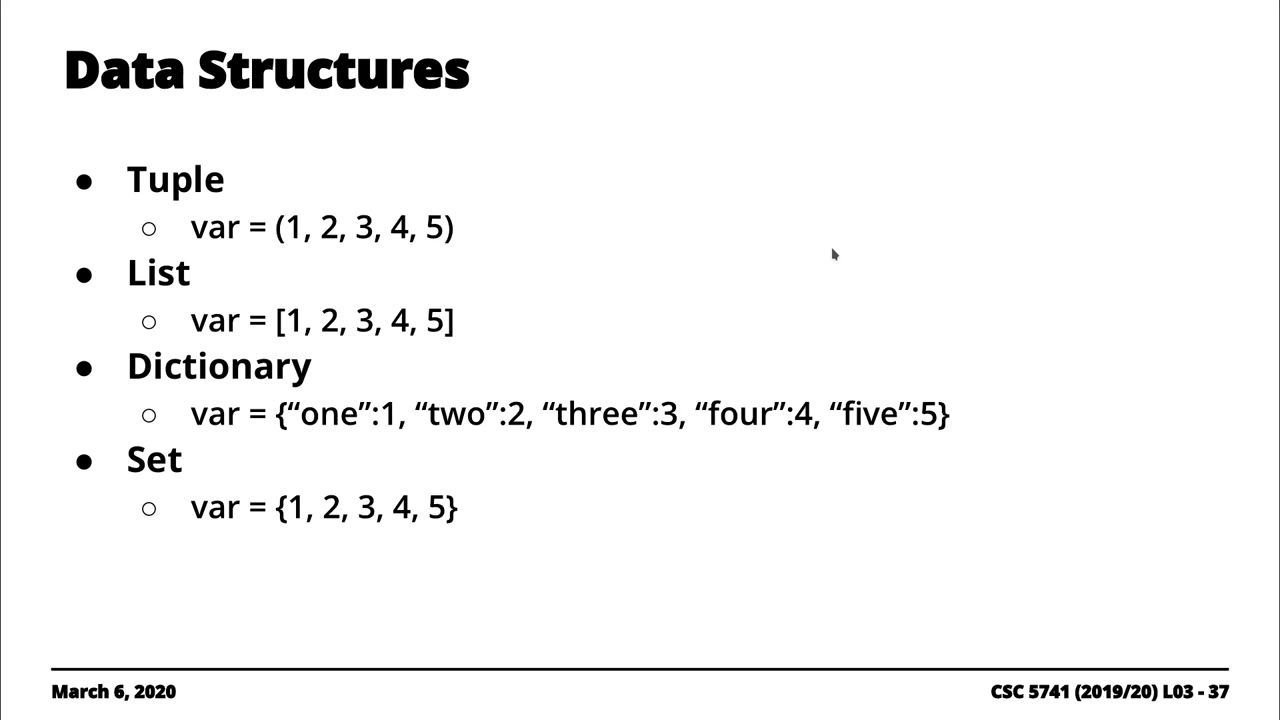 Data Structures
● Tuple
○ var = (1, 2, 3, 4, 5)
● List
○ var = [1, 2, 3, 4, 5]
● Dictionary
○ var = {“one”:1, “two”:2, “three”:3, “four”:4, “five”:5}
● Set
○ var = {1, 2, 3, 4, 5}
March 6, 2020
CSC 5741 (2019/20) L03 - 37